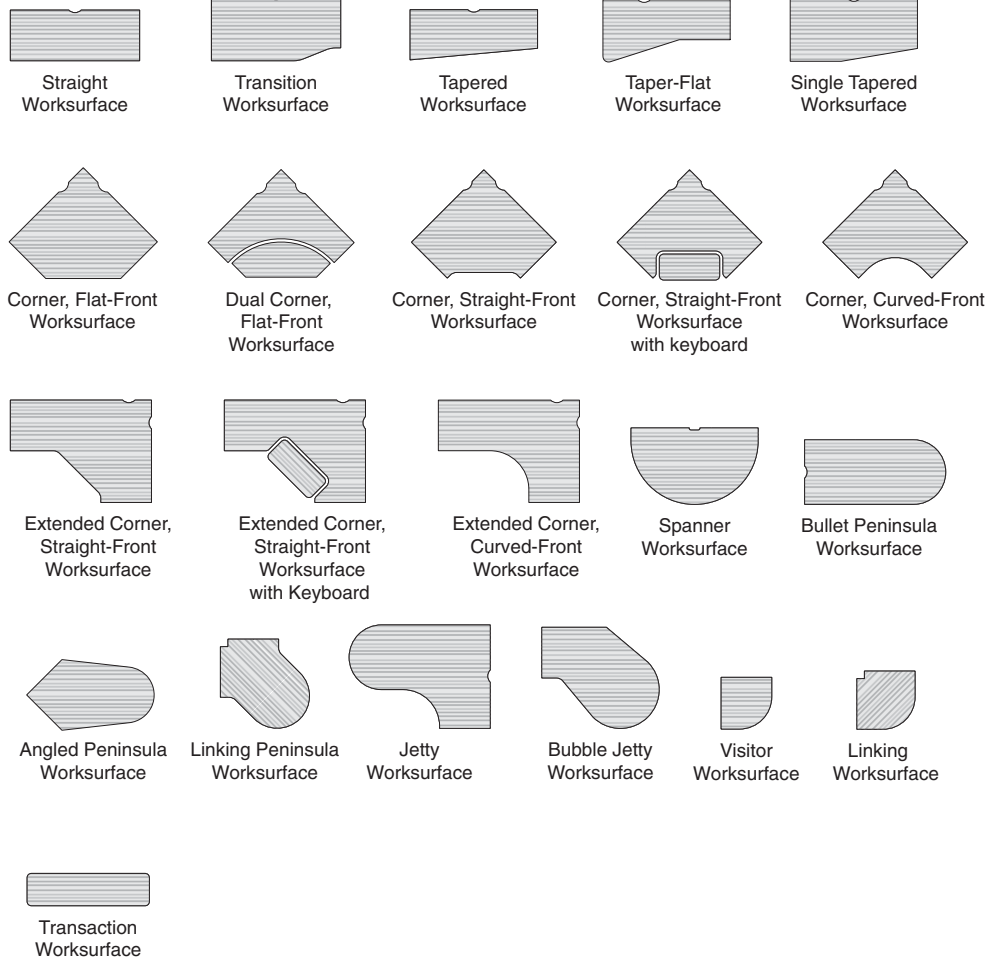 Straight
Worksurface
Transition
Worksurface
Tapered
Worksurface
Taper-Flat
Worksurface
Single Tapered
Worksurface
Corner, Flat-Front
Worksurface
Dual Corner,
Flat-Front
Worksurface
Corner, Straight-Front
Worksurface
Corner, Straight-Front
Worksurface
with keyboard
Corner, Curved-Front
Worksurface
Extended Corner,
Straight-Front
Worksurface
Extended Corner,
Straight-Front
Worksurface
with Keyboard
Extended Corner,
Curved-Front
Worksurface
Spanner
Worksurface
Bullet Peninsula
Worksurface
Angled Peninsula
Worksurface
Linking Peninsula
Worksurface
Jetty
Worksurface
Bubble Jetty
Worksurface
Visitor
Worksurface
Linking
Worksurface
Transaction
Worksurface